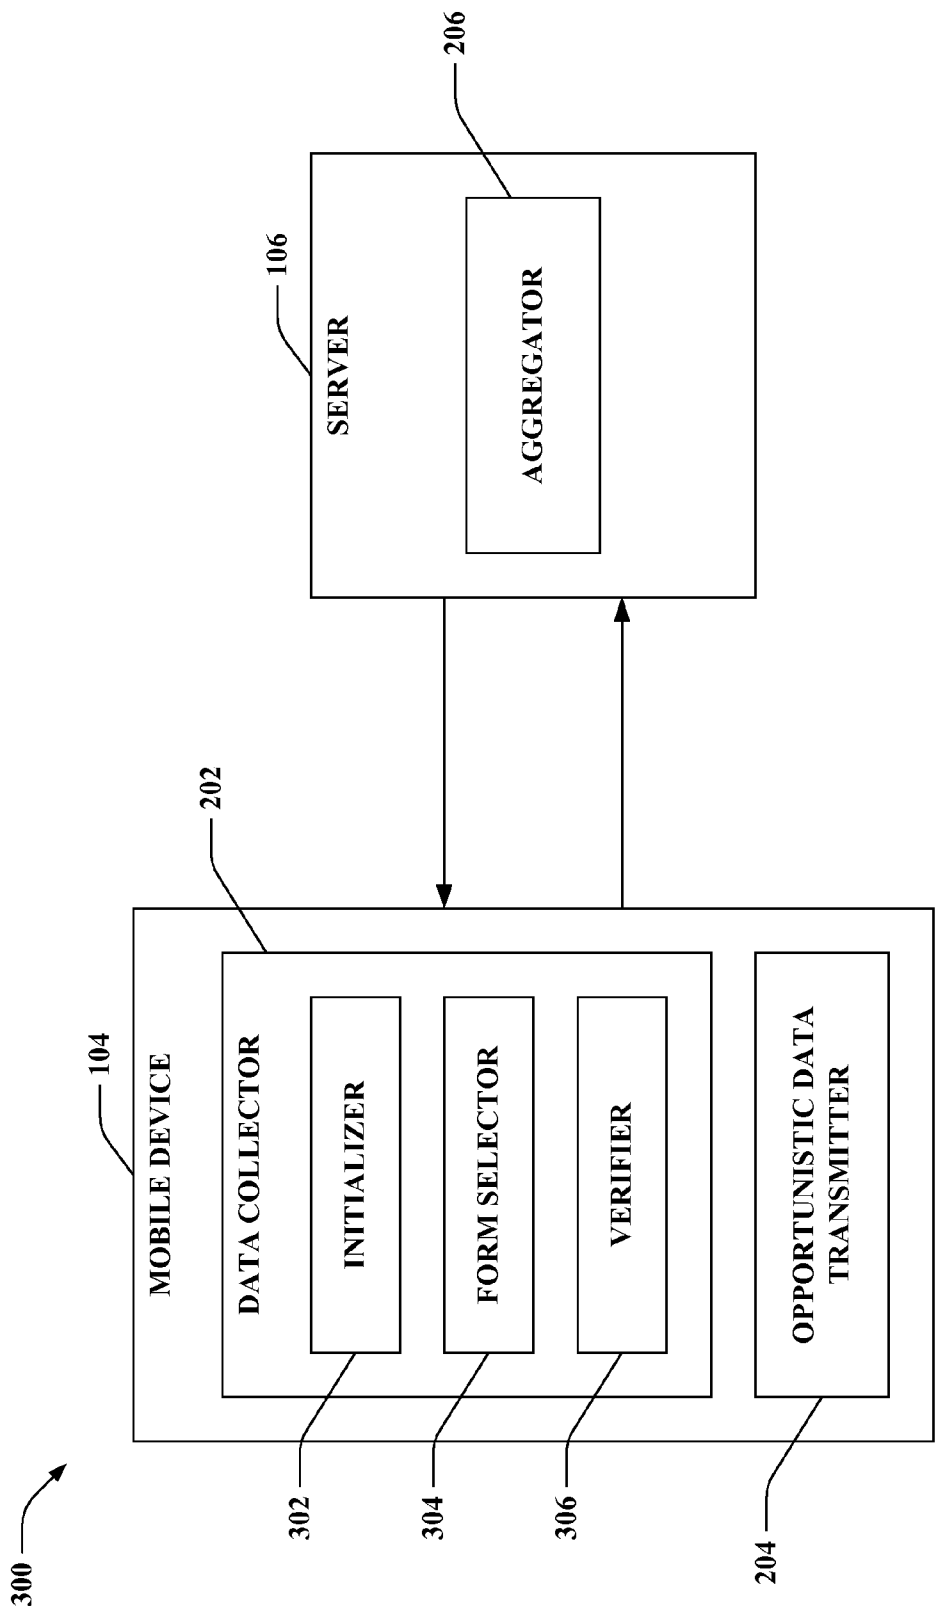 300
104
MOBILE DEVICE
202
DATA COLLECTOR
302
INITIALIZER
304
FORM SELECTOR
306
VERIFIER
204
OPPORTUNISTIC DATA
TRANSMITTER
106
SERVER
206
AGGREGATOR